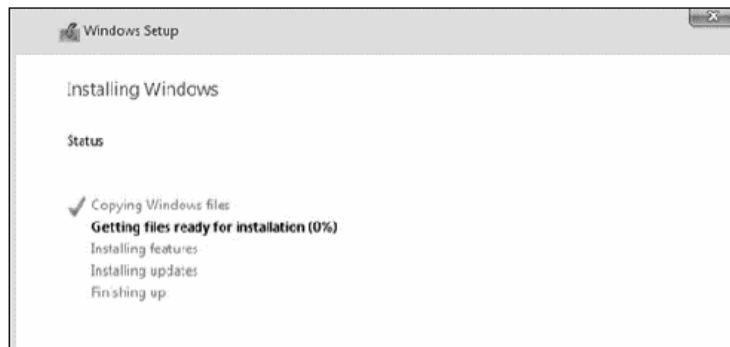 Windows Setup
Installing Windows
Status
Copying Windows files
Getting files ready for installation (0%)
Installing features
Installing updates
Finishing up